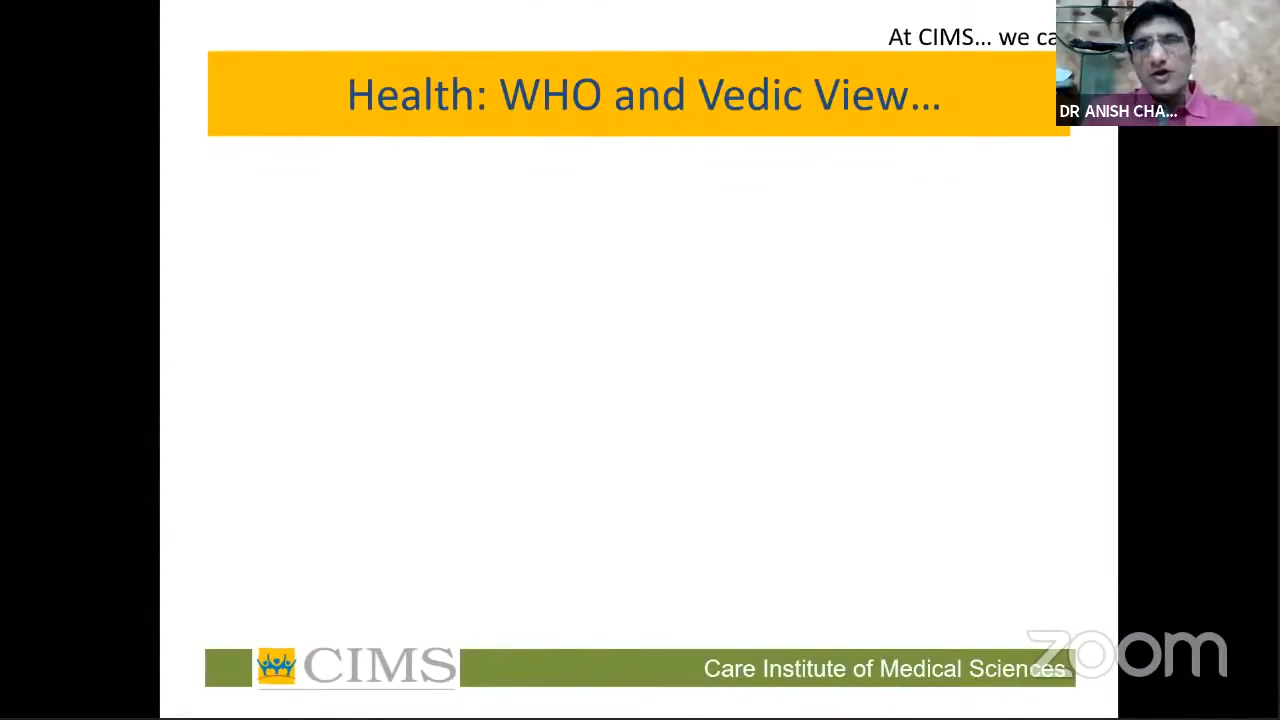 At CIMS... we ca
Health: WHO and Vedic View...
DR ANISH CHA...
CIMS
Care Institute of Medical Sciences
zoom